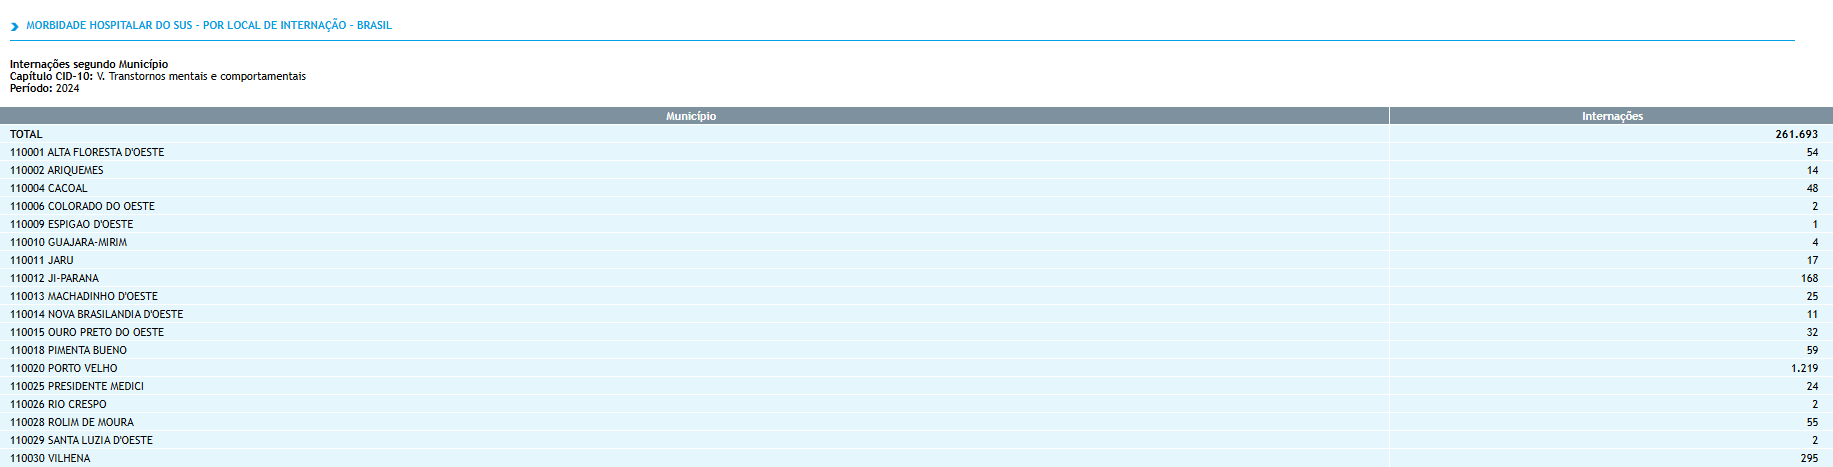 MORBIDADE HOSPITALAR DO SUS - POR LOCAL DE INTERNAÇÃO - BRASIL
Internações segundo Município
Capítulo CID-10: V. Transtornos mentais e comportamentais
Período: 2024
Município Internações
TOTAL 261.693
110001 ALTA FLORESTA D'OESTE 54
110002 ARIQUEMES 14
110004 CACOAL 48
110006 COLORADO DO OESTE 2
110009 ESPIGAO D'OESTE 1
110010 GUAJARA-MIRIM 4
110011 JARU 17
110012 JI-PARANA 168
110013 MACHADINHO D'OESTE 25
110014 NOVA BRASILANDIA D'OESTE 11
110015 OURO PRETO DO OESTE 32
110018 PIMENTA BUENO 59
110020 PORTO VELHO 1.219
110025 PRESIDENTE MEDICI 24
110026 RIO CRESPO 2
110028 ROLIM DE MOURA 55
110029 SANTA LUZIA D'OESTE 2
110030 VILHENA 295